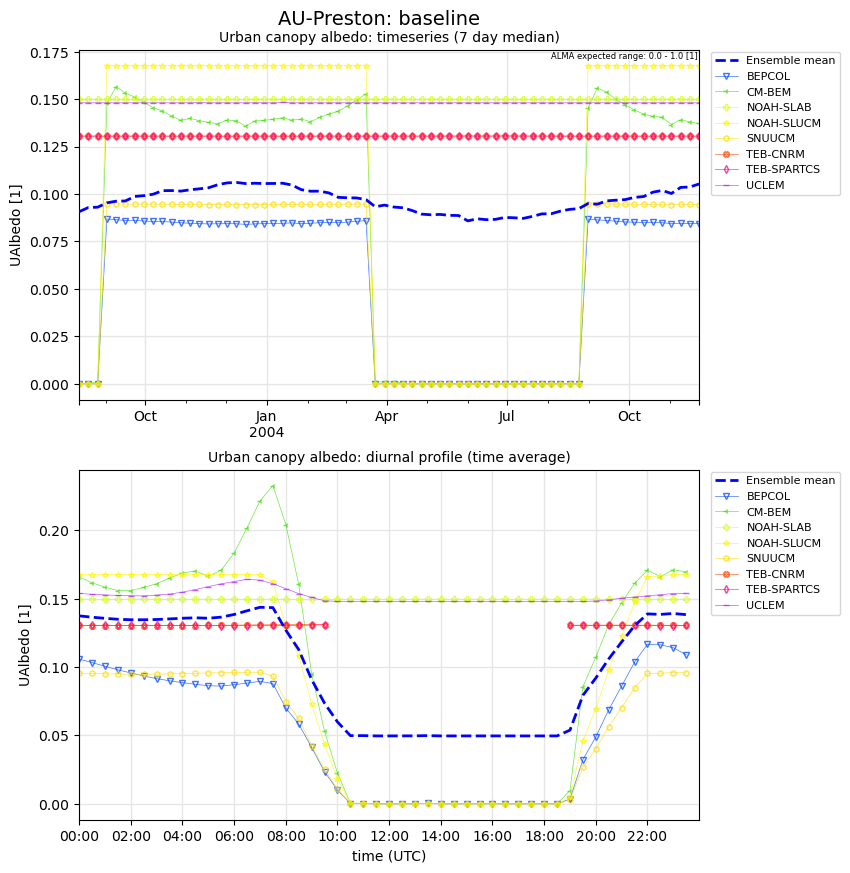 AU-Preston: baseline
Urban canopy albedo: timeseries (7 day median)
ALMA expected range: 0.0 - 1.0 [1]
UAlbedo [1]
0.175
0.150
0.125
0.100
0.075
0.050
0.025
0.000
Oct
Jan
2004
Apr
Jul
Oct
Ensemble mean
BEPCOL
CM-BEM
NOAH-SLAB
NOAH-SLUCM
SNUUCM
TEB-CNRM
TEB-SPARTCS
UCLEM
Urban canopy albedo: diurnal profile (time average)
UAlbedo [1]
0.20
0.15
0.10
0.05
0.00
00:00
02:00
04:00
06:00
08:00
10:00
12:00
14:00
16:00
18:00
20:00
22:00
time (UTC)
Ensemble mean
BEPCOL
CM-BEM
NOAH-SLAB
NOAH-SLUCM
SNUUCM
TEB-CNRM
TEB-SPARTCS
UCLEM